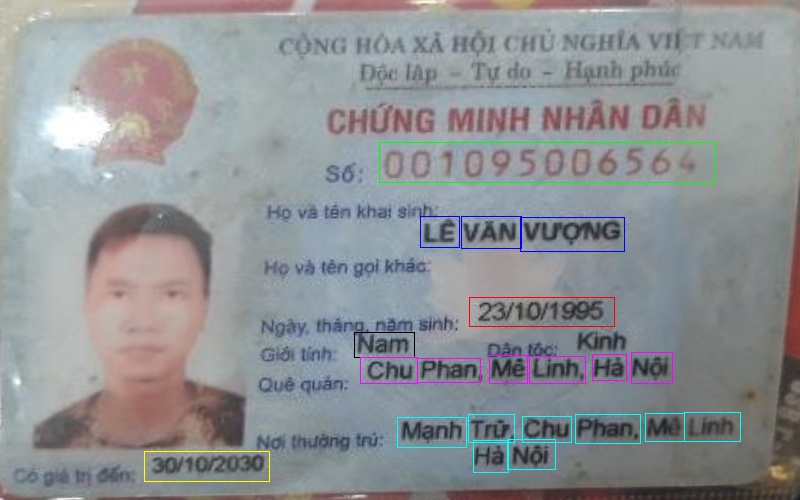 CỘNG HÒA XÃ HỘI CHỦ NGHĨA VIỆT NAM
Độc lập - Tự do - Hạnh phúc
CHỨNG MINH NHÂN DÂN
Số: 001095006564
Họ và tên khai sinh:
LÊ VĂN VƯỢNG
Họ và tên gọi khác:
Ngày, tháng, năm sinh: 23/10/1995
Giới tính: Nam Dân tộc: Kinh
Quê quán: Chu Phan, Mê Linh, Hà Nội
Nơi thường trú: Mạnh Trữ, Chu Phan, Mê Linh
Hà Nội
Có giá trị đến: 30/10/2030